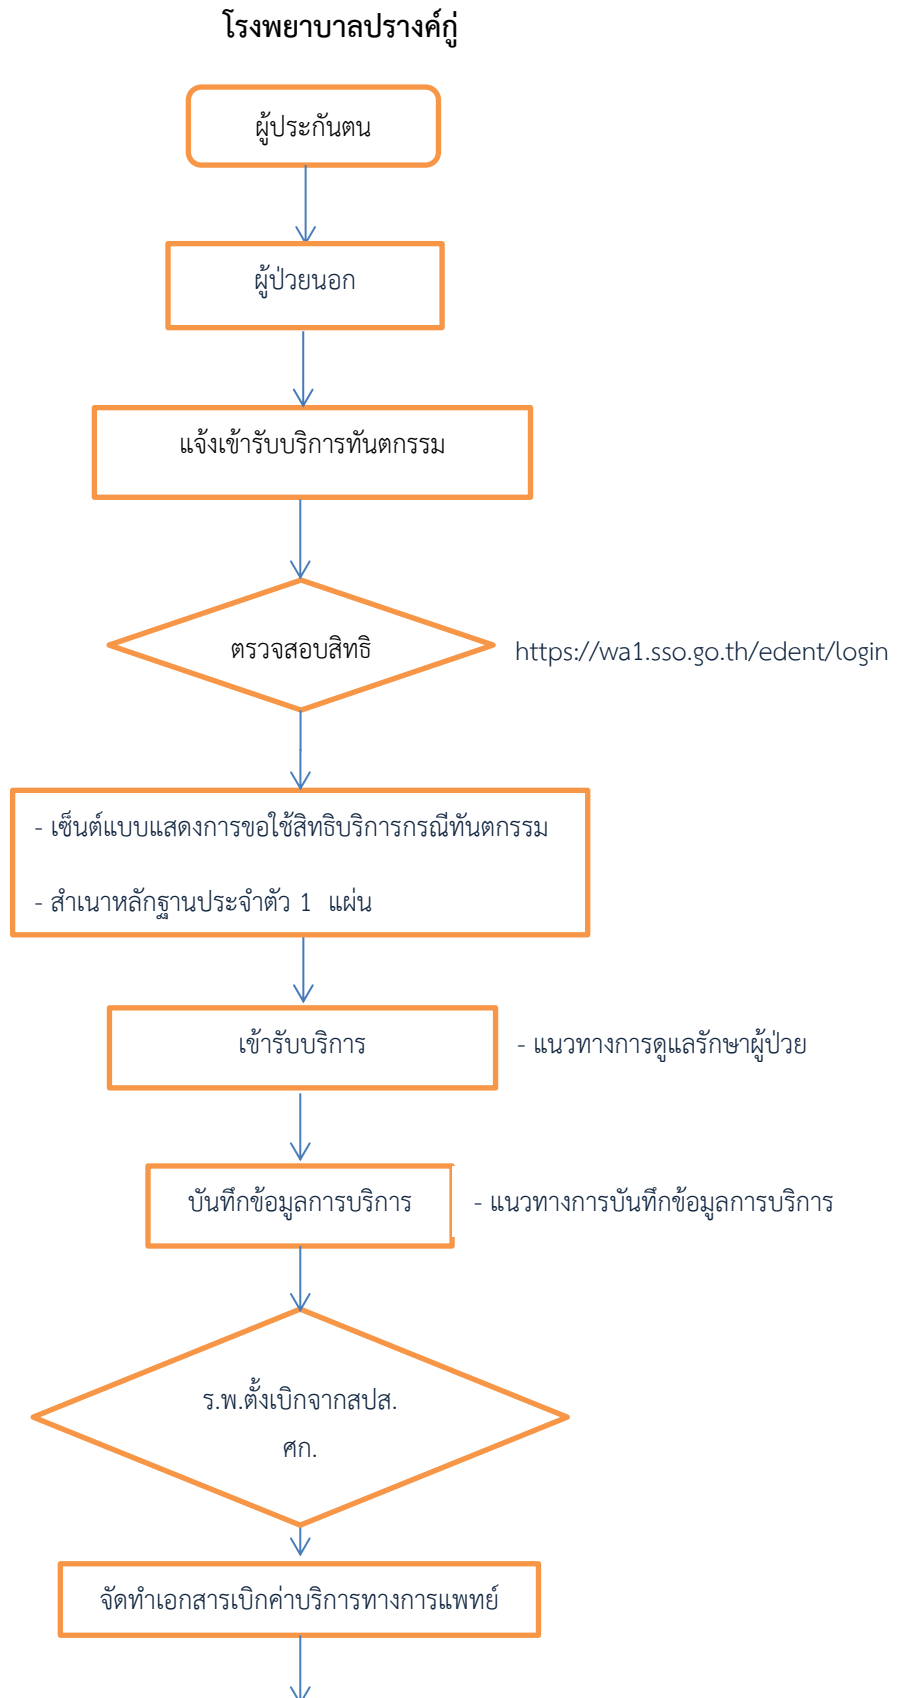 โรงพยาบาลปรางค์กู่
ผู้ประกันตน
ผู้ป่วยนอก
แจ้งเข้ารับบริการทันตกรรม
ตรวจสอบสิทธิ
https://wa1.sso.go.th/edent/login
- เซ็นต์แบบแสดงการขอใช้สิทธิบริการกรณีทันตกรรม
- สำเนาหลักฐานประจำตัว 1 แผ่น
เข้ารับบริการ
- แนวทางการดูแลรักษาผู้ป่วย
บันทึกข้อมูลการบริการ
- แนวทางการบันทึกข้อมูลการบริการ
ร.พ.ตั้งเบิกจากสปส.
ศก.
จัดทำเอกสารเบิกค่าบริการทางการแพทย์